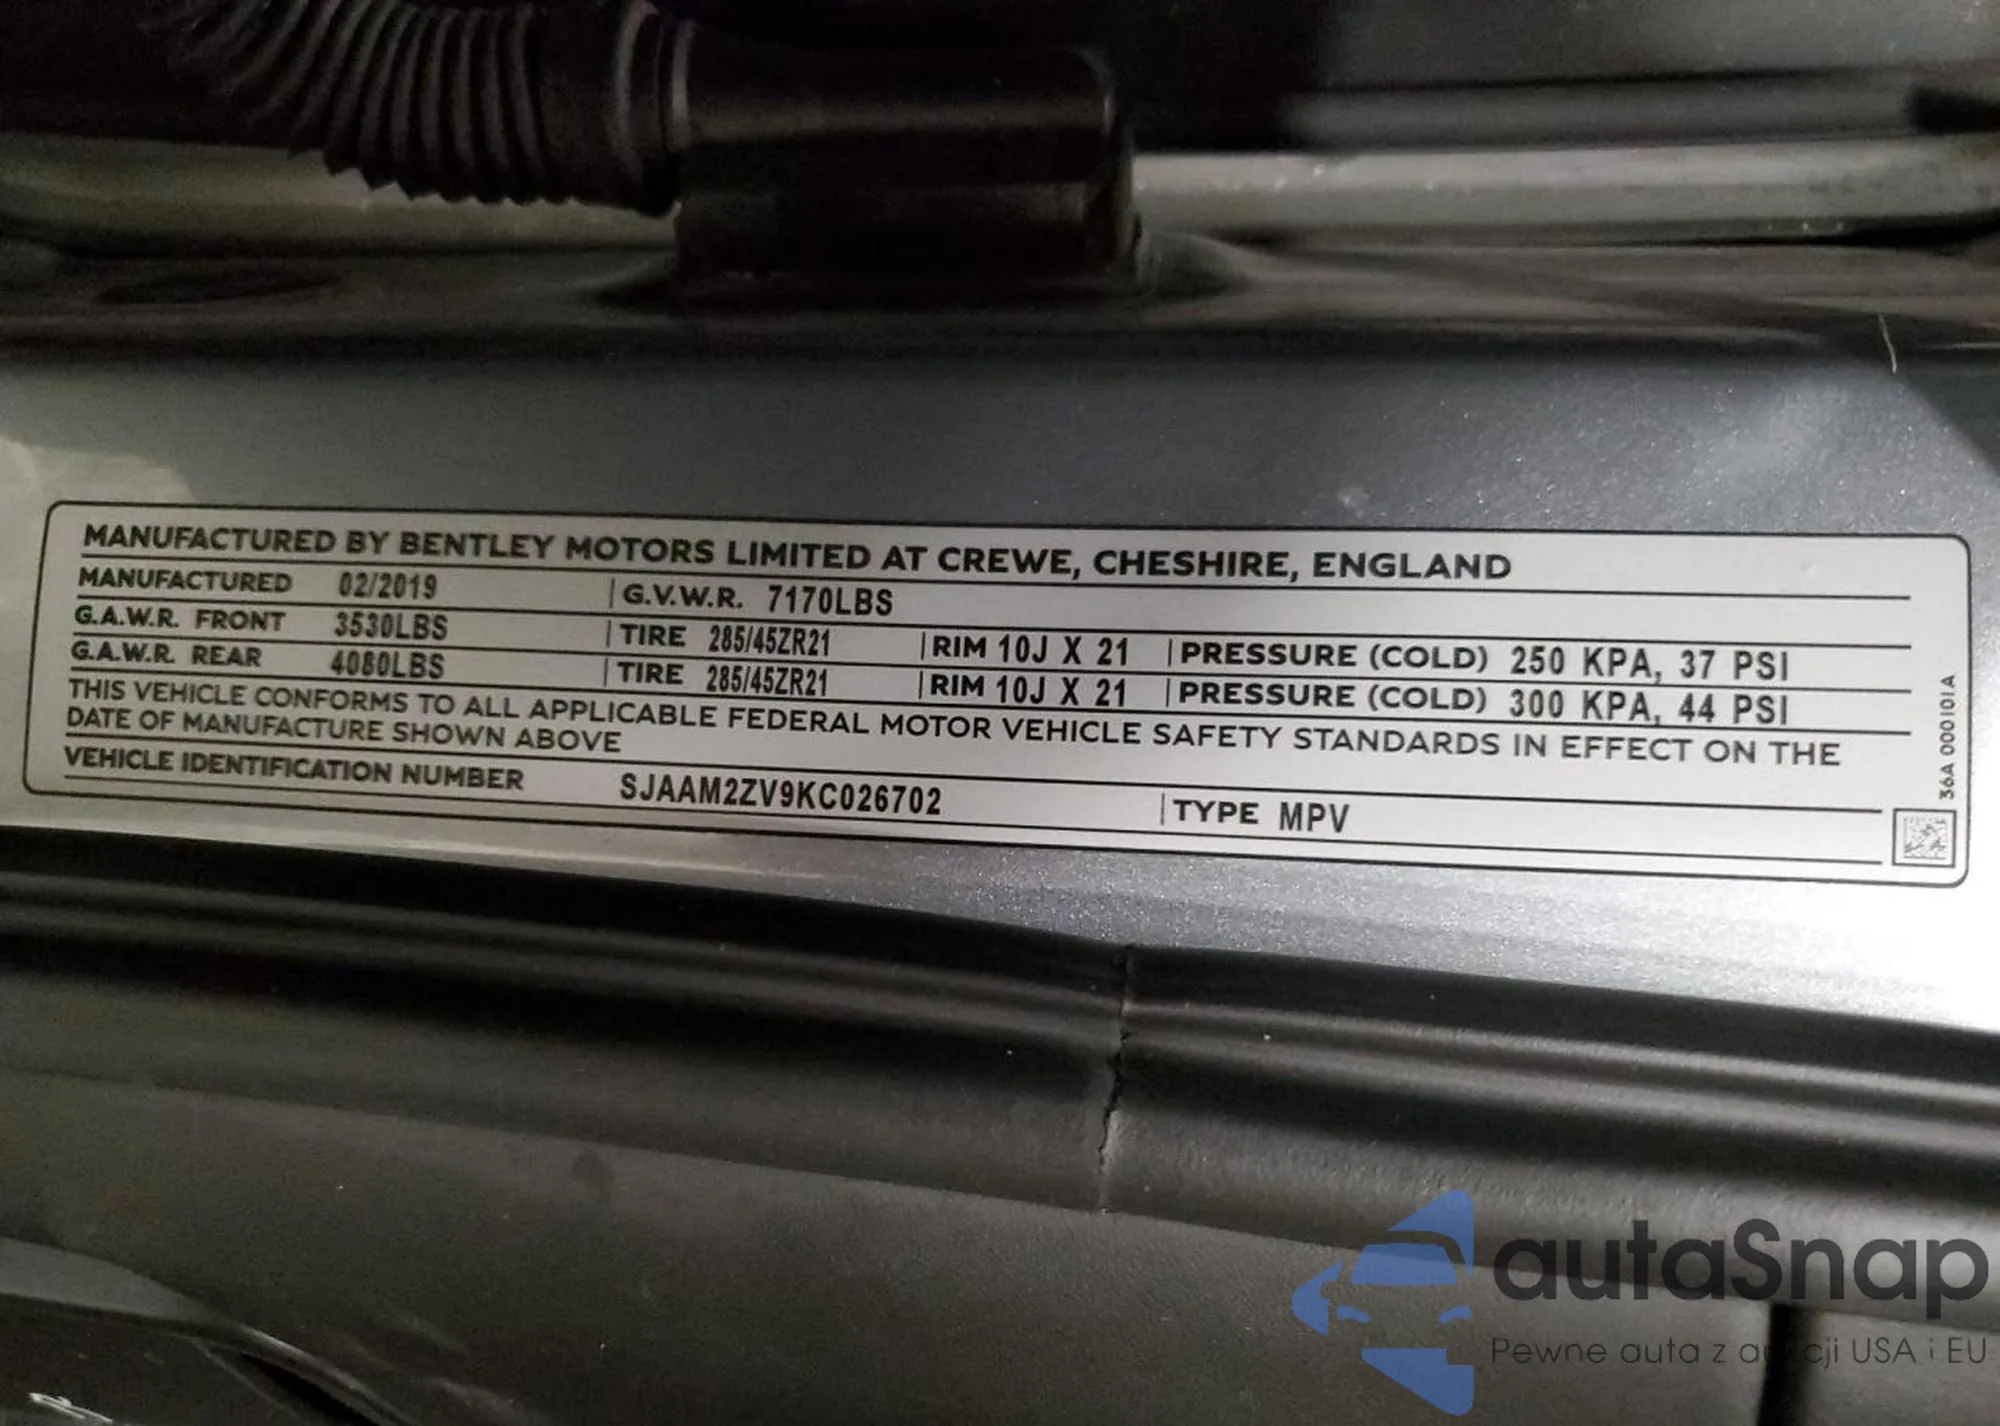 MANUFACTURED BY BENTLEY MOTORS LIMITED AT CREWE, CHESHIRE, ENGLAND
MANUFACTURED 02/2019 G.V.W.R. 7170LBS
G.A.W.R. FRONT 3530LBS TIRE 285/45ZR21 RIM 10J X 21 PRESSURE (COLD) 250 KPA, 37 PSI
G.A.W.R. REAR 4080LBS TIRE 285/45ZR21 RIM 10J X 21 PRESSURE (COLD) 300 KPA, 44 PSI
THIS VEHICLE CONFORMS TO ALL APPLICABLE FEDERAL MOTOR VEHICLE SAFETY STANDARDS IN EFFECT ON THE
DATE OF MANUFACTURE SHOWN ABOVE
VEHICLE IDENTIFICATION NUMBER SJAAM2ZV9KC026702 TYPE MPV
36A 000101A
autaSnap
Pewne auta z aukcji USA i EU